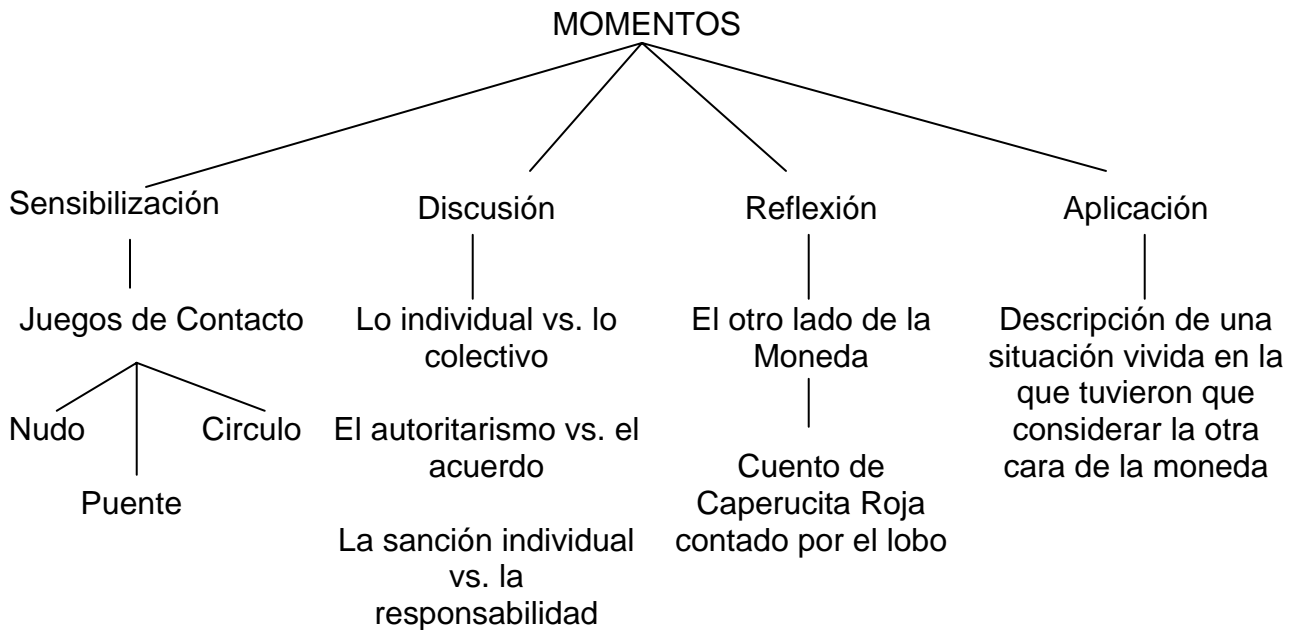 MOMENTOS
Sensibilización
Discusión
Reflexión
Aplicación
Juegos de Contacto
Nudo
Circulo
Puente
Lo individual vs. lo
colectivo
El autoritarismo vs. el
acuerdo
La sanción individual
vs. la
responsabilidad
El otro lado de la
Moneda
Cuento de
Caperucita Roja
contado por el lobo
Descripción de una
situación vivida en la
que tuvieron que
considerar la otra
cara de la moneda